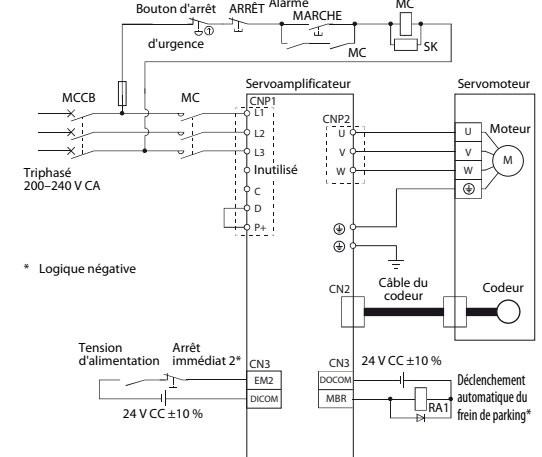 Alarme
Bouton d'arrêt ARRÊT MARCHE MC
d'urgence MC SK
Servoamplificateur Servomoteur
MCCB MC CNP1
L1
L2
L3
Inutilisé
C
D
P+
CNP2
U
V
W
U
V
W
Moteur
M
Triphasé
200–240 V CA
* Logique négative
CN2
Câble du
codeur
Codeur
Tension
d'alimentation
Arrêt
immédiat 2*
CN3
EM2
DICOM
24 V CC ±10 %
CN3
DOCOM
MBR
24 V CC ±10 %
RA1
Déclenchement
automatique du
frein de parking*